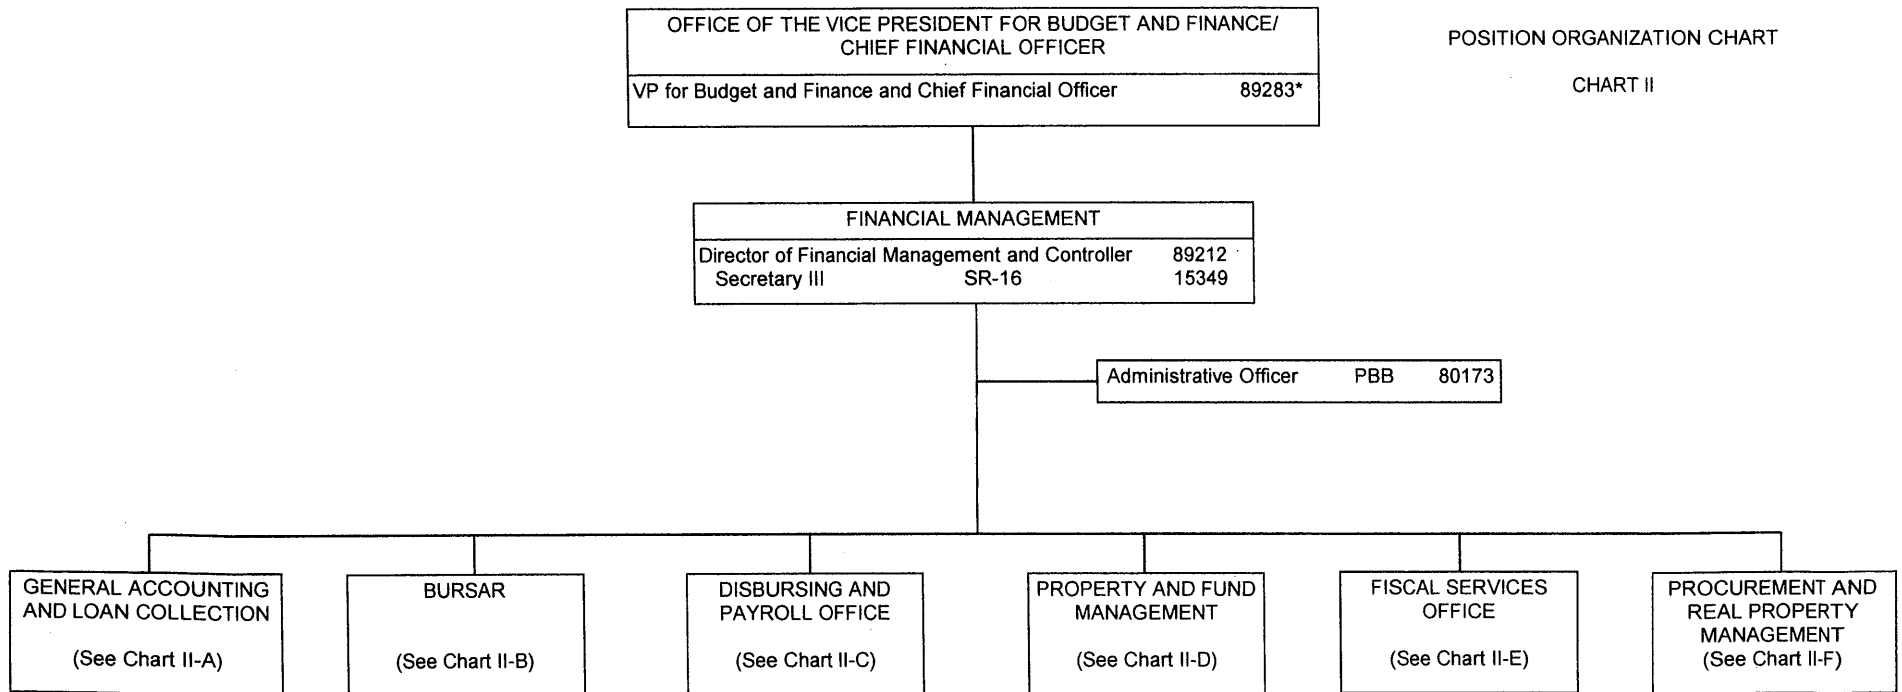 OFFICE OF THE VICE PRESIDENT FOR BUDGET AND FINANCE/
CHIEF FINANCIAL OFFICER
VP for Budget and Finance and Chief Financial Officer 89283*
POSITION ORGANIZATION CHART
CHART II
FINANCIAL MANAGEMENT
Director of Financial Management and Controller 89212
Secretary III SR-16 15349
Administrative Officer PBB 80173
GENERAL ACCOUNTING
AND LOAN COLLECTION
(See Chart II-A)
BURSAR
(See Chart II-B)
DISBURSING AND
PAYROLL OFFICE
(See Chart II-C)
PROPERTY AND FUND
MANAGEMENT
(See Chart II-D)
FISCAL SERVICES
OFFICE
(See Chart II-E)
PROCUREMENT AND
REAL PROPERTY
MANAGEMENT
(See Chart II-F)